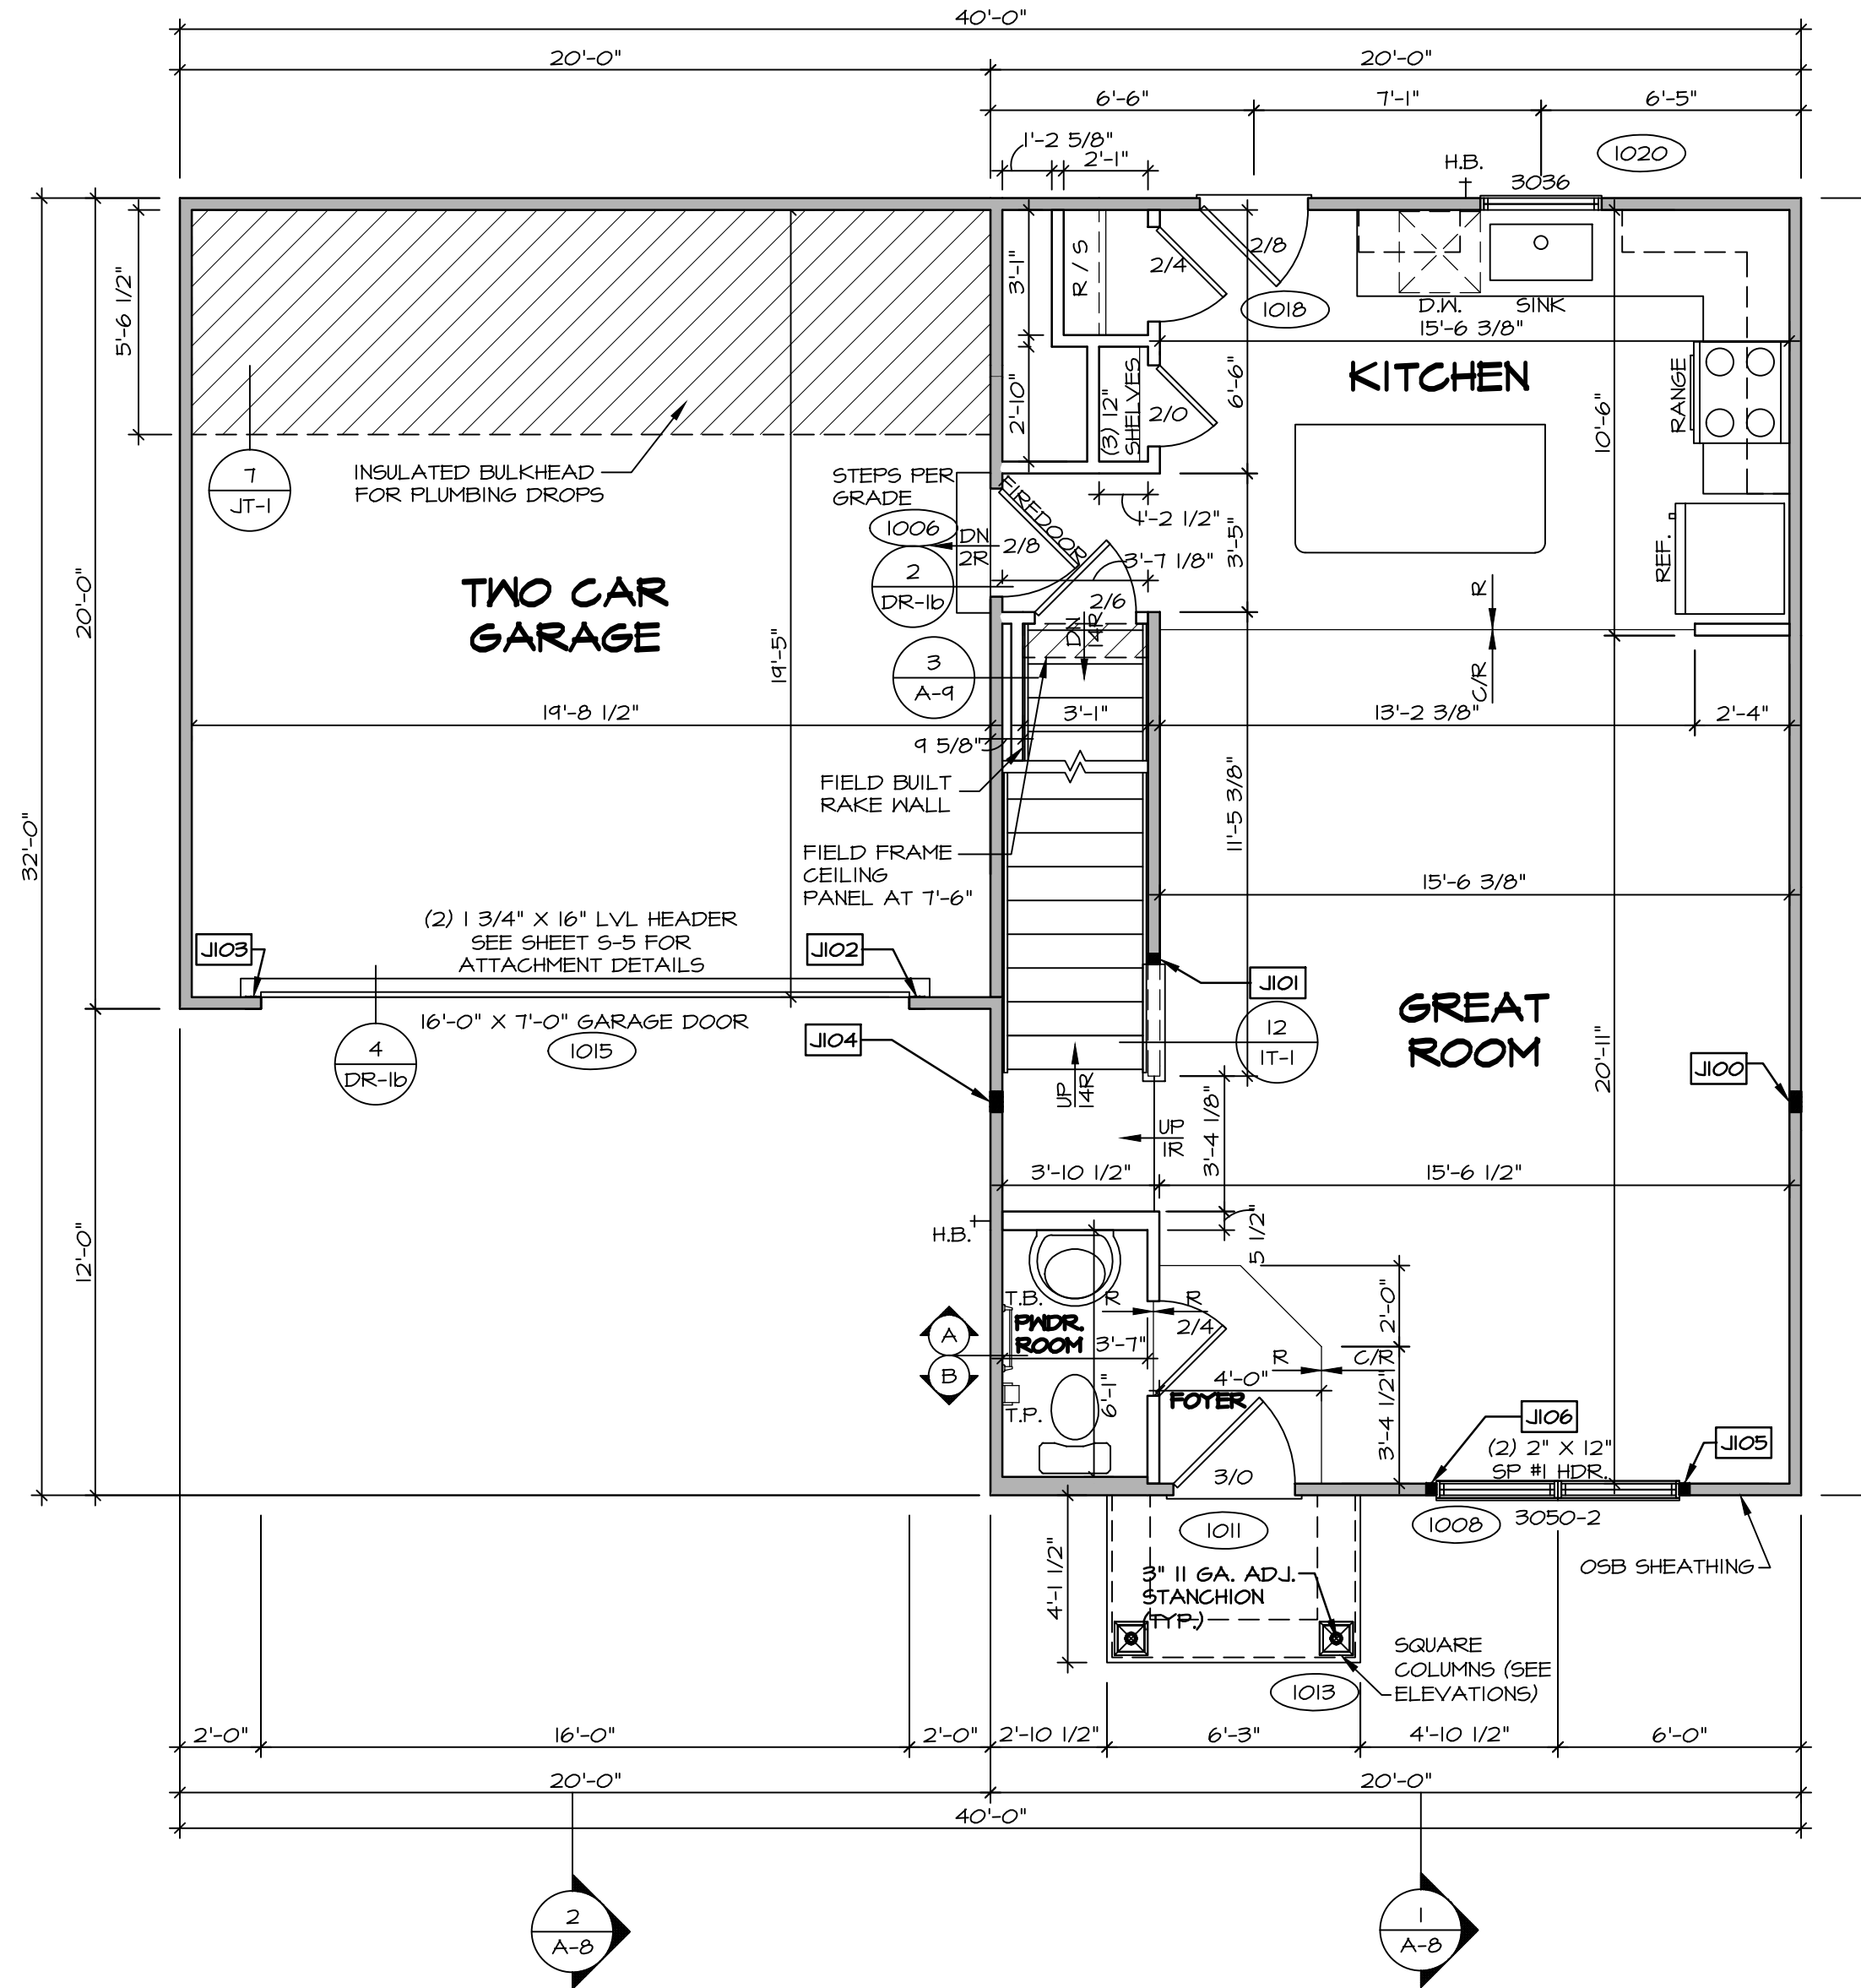 40'-0"
20'-0"
20'-0"
6'-6"
7'-1"
6'-5"
1'-2 5/8"
2'-1"
H.B.
1020
3036
5'-6 1/2"
3'-1"
R / S
2/4
2/8
1018
D.W.
SINK
15'-6 3/8"
KITCHEN
RANGE
2'-10"
(3) 12"
SHELVES
2/0
6'-6"
10'-6"
7
JT-1
INSULATED BULKHEAD
FOR PLUMBING DROPS
STEPS PER
GRADE
FIREDOOR
1006
DN
2R
2/8
1'-2 1/2"
3'-7 1/8"
3'-5"
REF.
2
DR-1b
2/6
DN
14R
R
C/R
TWO CAR
GARAGE
20'-0"
19'-5"
3
A-9
19'-8 1/2"
3'-1"
13'-2 3/8"
2'-4"
9 5/8"
FIELD BUILT
RAKE WALL
32'-0"
11'-5 3/8"
FIELD FRAME
CEILING
PANEL AT 7'-6"
15'-6 3/8"
(2) 1 3/4" X 16" LVL HEADER
SEE SHEET S-5 FOR
ATTACHMENT DETAILS
J103
J102
J101
GREAT
ROOM
16'-0" X 7'-0" GARAGE DOOR
1015
4
DR-1b
J104
12
IT-1
J100
20'-11"
UP
14R
UP
1R
3'-4 1/8"
3'-10 1/2"
15'-6 1/2"
12'-0"
H.B.
5 1/2"
T.B.
PWDR.
ROOM
R
R
2/4
3'-7"
2'-0"
A
B
R
C/R
4'-0"
FOYER
6'-1"
3'-4 1/2"
T.P.
3/0
J106
(2) 2" X 12"
SP #1 HDR.
J105
1011
1008
3050-2
OSB SHEATHING
4'-1 1/2"
3" 11 GA. ADJ.
STANCHION
(TYP.)
SQUARE
COLUMNS (SEE
ELEVATIONS)
1013
2'-0"
16'-0"
2'-0"
2'-10 1/2"
6'-3"
4'-10 1/2"
6'-0"
20'-0"
20'-0"
40'-0"
2
A-8
1
A-8